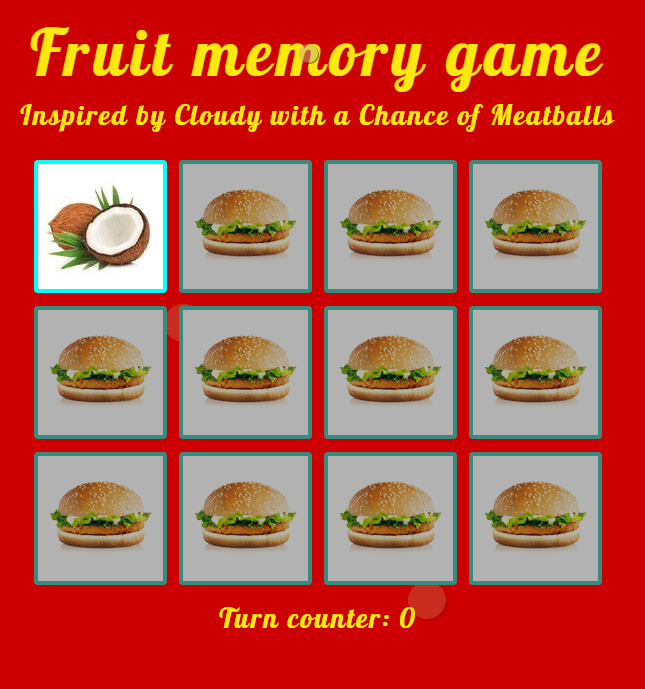 Fruit memory game
Inspired by Cloudy with a Chance of Meatballs
Turn counter: 0